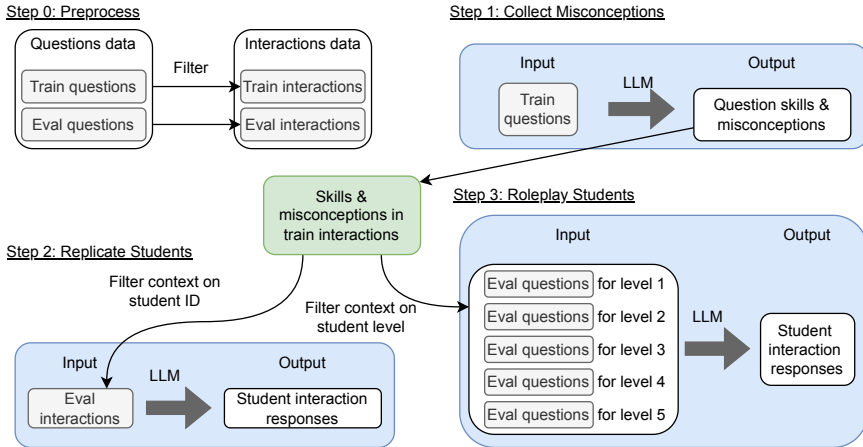 Step 0: Preprocess
Questions data
Train questions
Eval questions
Filter
Interactions data
Train interactions
Eval interactions
Step 1: Collect Misconceptions
Input
Train
questions
LLM
Output
Question skills &
misconceptions
Skills &
misconceptions in
train interactions
Step 2: Replicate Students
Filter context on
student ID
Filter context on
student level
Input
Eval
interactions
LLM
Output
Student interaction
responses
Step 3: Roleplay Students
Input
Eval questions for level 1
Eval questions for level 2
Eval questions for level 3
Eval questions for level 4
Eval questions for level 5
LLM
Output
Student
interaction
responses